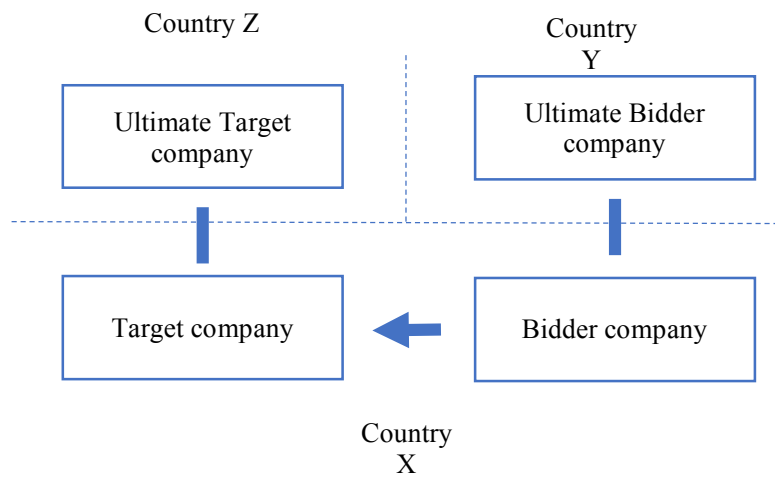 Country Z
Country
Y
Ultimate Target
company
Ultimate Bidder
company
Target company
Bidder company
Country
X